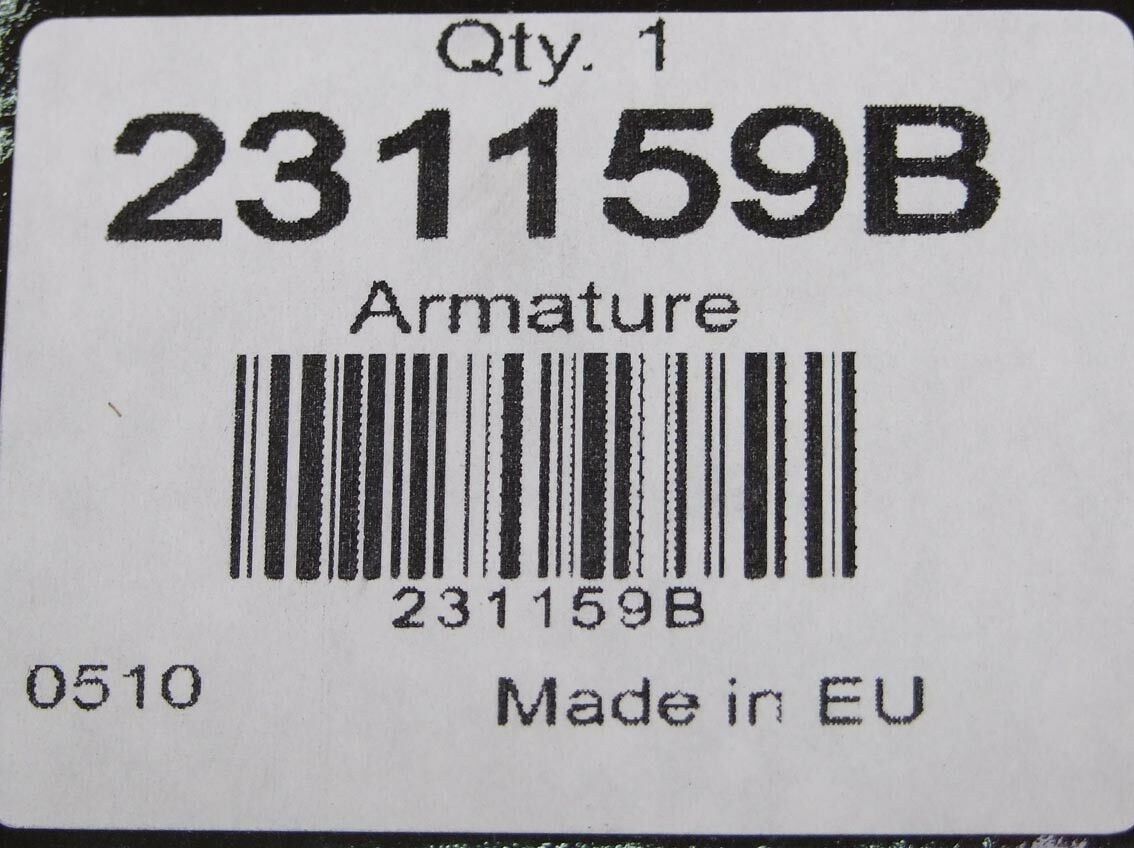 Qty. 1
231159B
Armature
231159B
0510
Made in EU